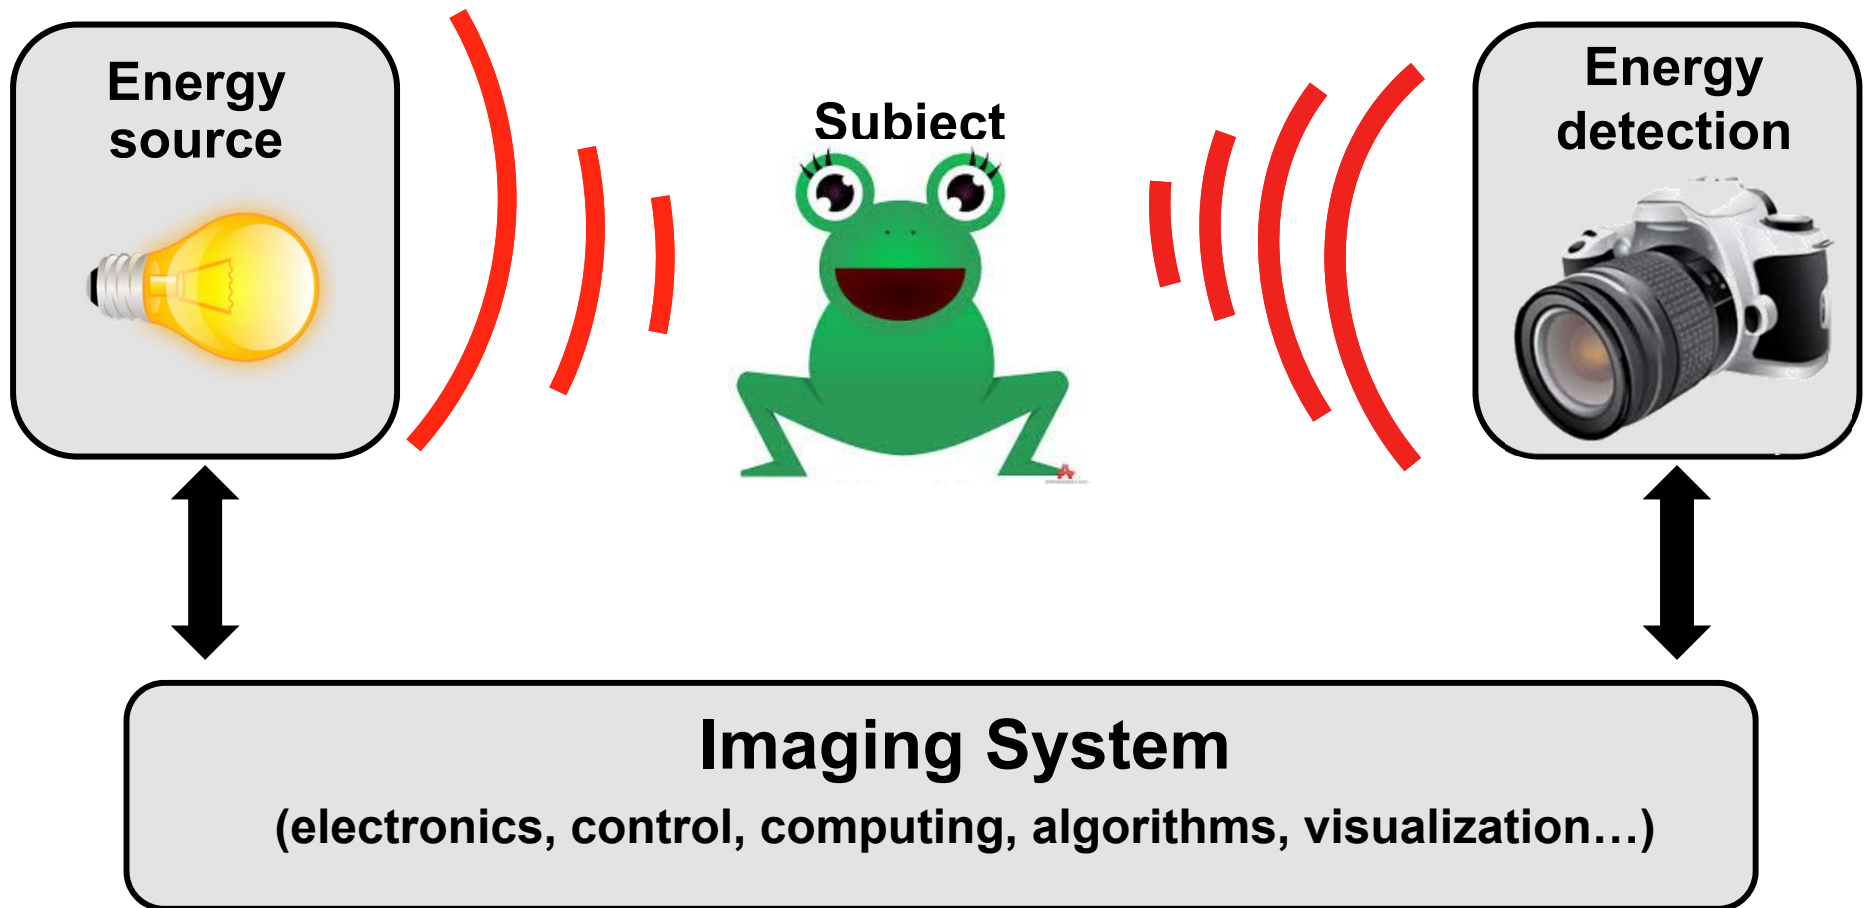 Energy
source
Subject
Energy
detection
Imaging System
(electronics, control, computing, algorithms, visualization…)